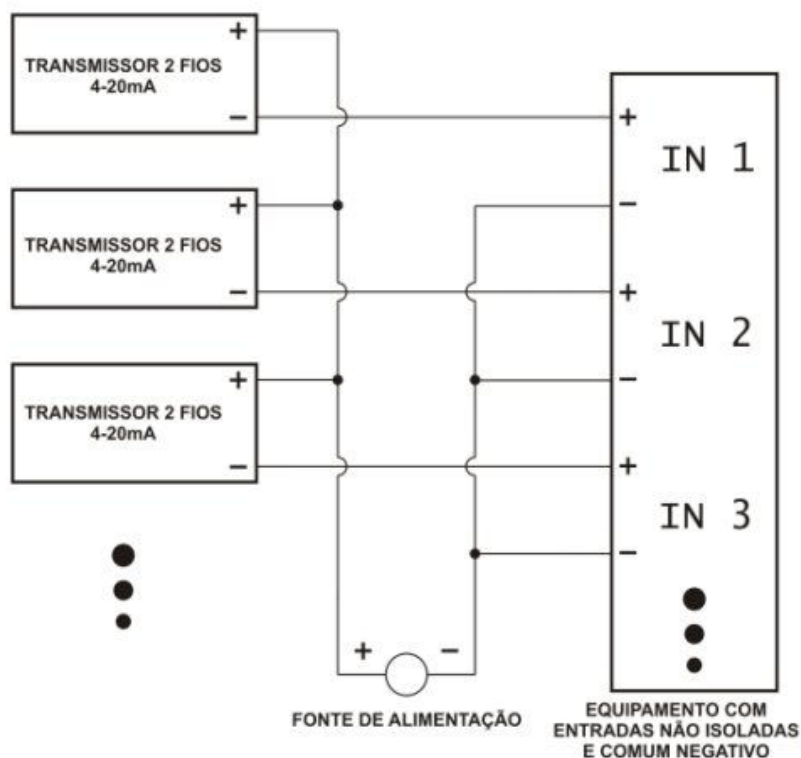 +
TRANSMISSOR 2 FIOS
4-20mA
−
+
IN 1
−
+
TRANSMISSOR 2 FIOS
4-20mA
−
+
IN 2
−
+
TRANSMISSOR 2 FIOS
4-20mA
−
+
IN 3
−
+ −
FONTE DE ALIMENTAÇÃO
EQUIPAMENTO COM
ENTRADAS NÃO ISOLADAS
E COMUM NEGATIVO